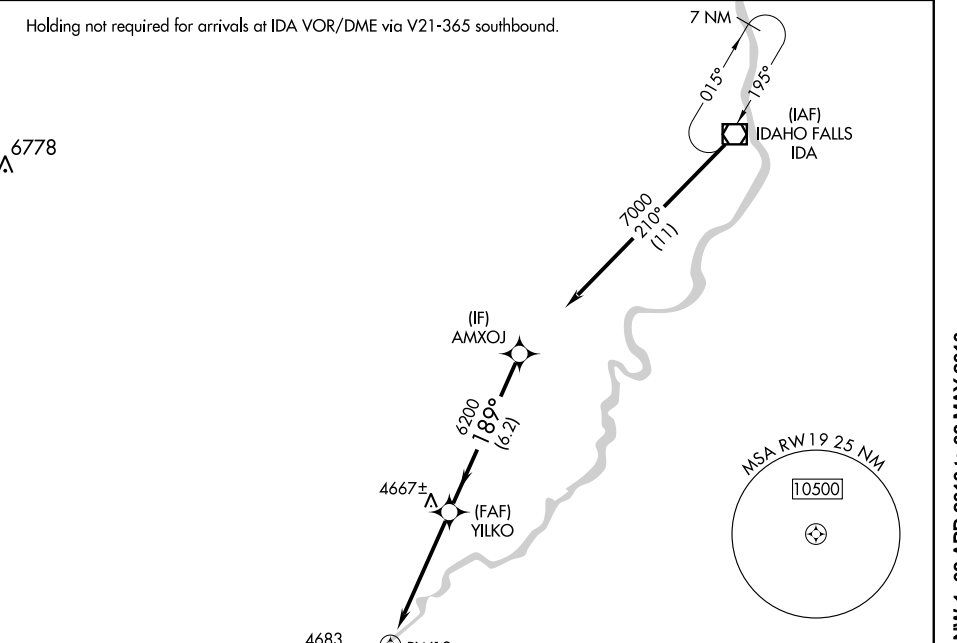 Holding not required for arrivals at IDA VOR/DME via V21-365 southbound.
7 NM
015°
195°
(IAF)
IDAHO FALLS
IDA
6778
7000
210°
(11)
(IF)
AMXOJ
6200
189°
(6.2)
4667±
(FAF)
YILKO
MSA RW19 25 NM
10500
4683